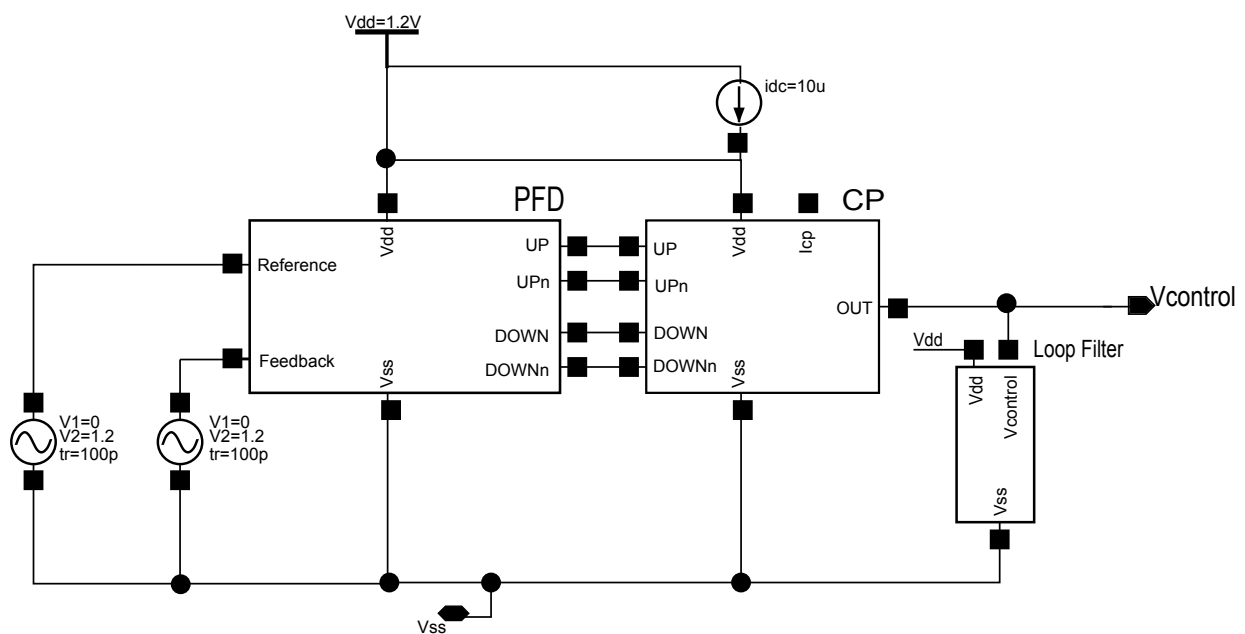 Vdd=1.2V
idc=10u
PFD
CP
Vdd
Vdd
Icp
Reference
UP
UP
UPn
UPn
OUT
Vcontrol
DOWN
DOWN
Feedback
DOWNn
DOWNn
Vss
Vss
Vdd
Loop Filter
Vdd
Vcontrol
Vss
V1=0
V2=1.2
tr=100p
V1=0
V2=1.2
tr=100p
Vss